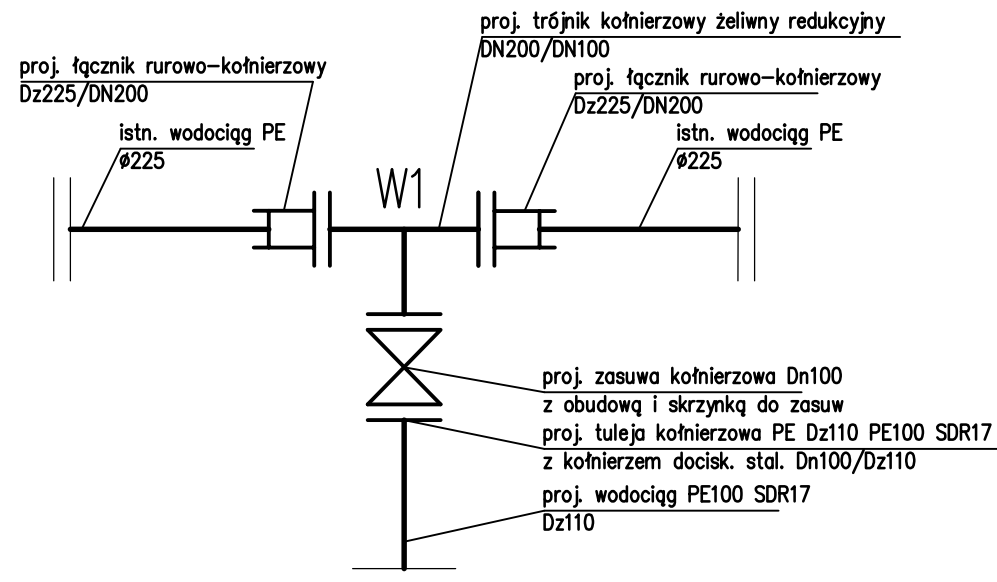 proj. trójnik kołnierzowy żeliwny redukcyjny
DN200/DN100
proj. łącznik rurowo-kołnierzowy
Dz225/DN200
proj. łącznik rurowo-kołnierzowy
Dz225/DN200
istn. wodociąg PE
ø225
istn. wodociąg PE
ø225
W1
proj. zasuwa kołnierzowa Dn100
z obudową i skrzynką do zasuw
proj. tuleja kołnierzowa PE Dz110 PE100 SDR17
z kołnierzem docisk. stal. Dn100/Dz110
proj. wodociąg PE100 SDR17
Dz110